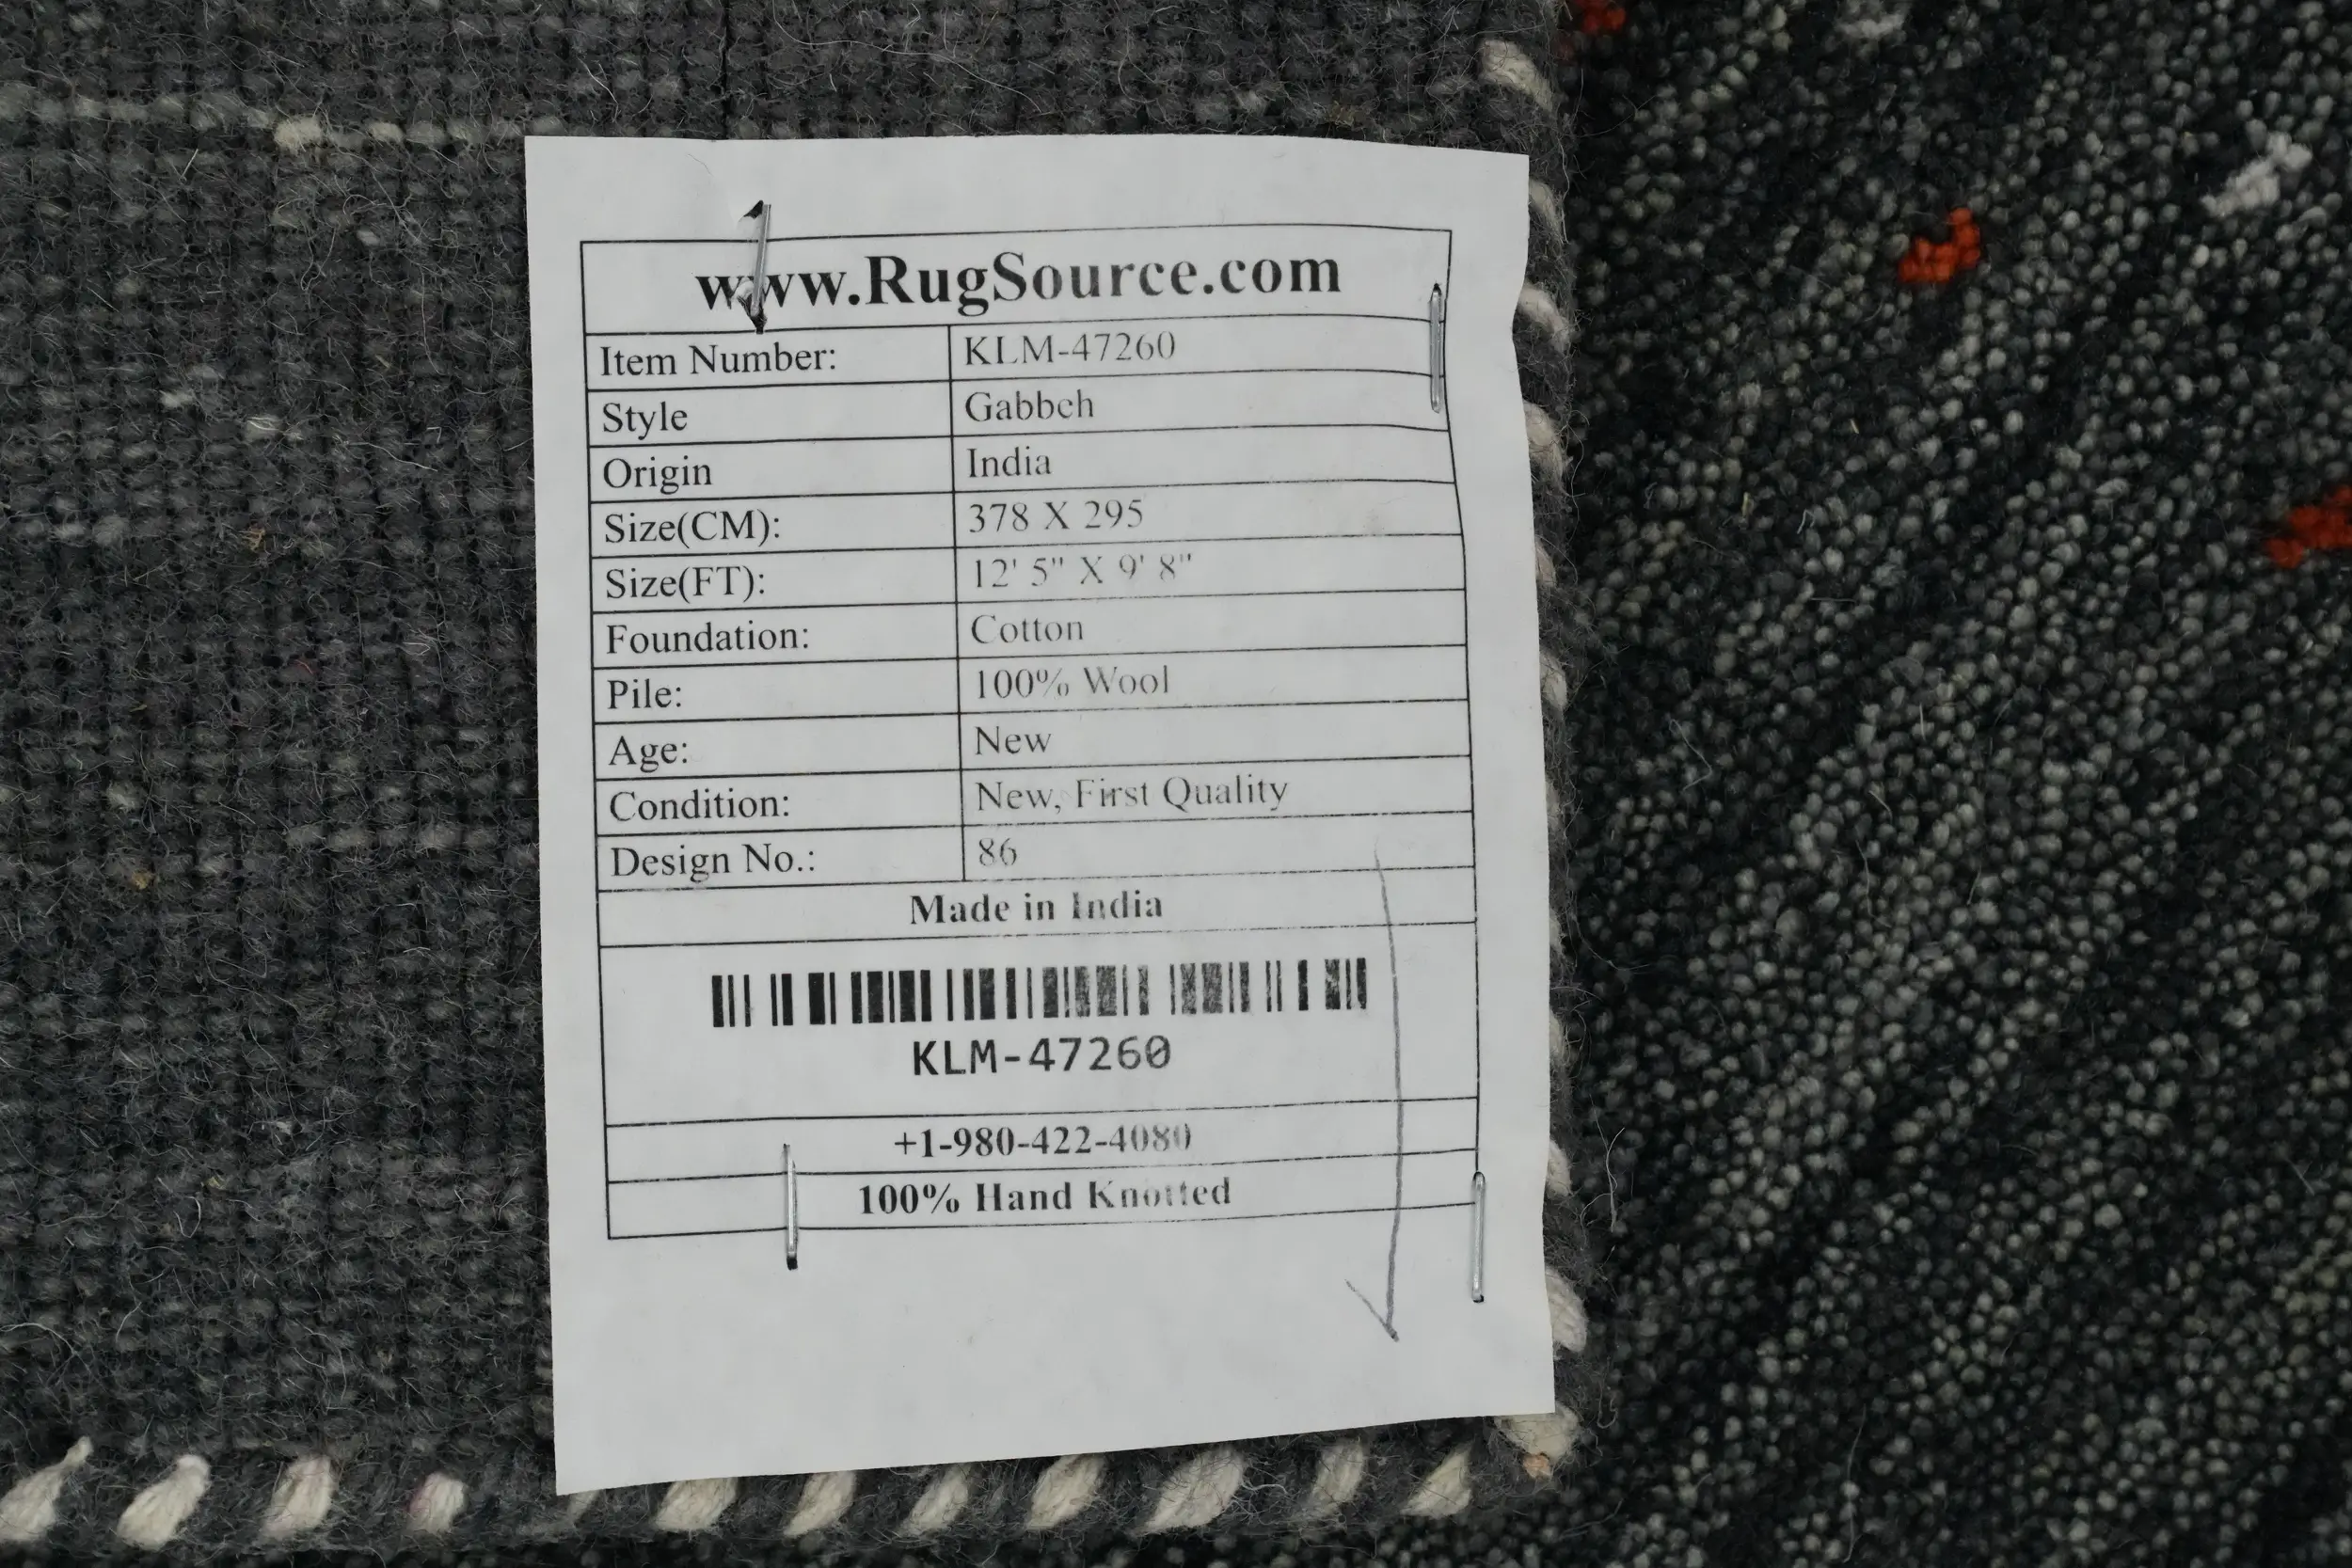 www.RugSource.com
Item Number: KLM-47260
Style Gabbeh
Origin India
Size(CM): 378 X 295
Size(FT): 12' 5" X 9' 8"
Foundation: Cotton
Pile: 100% Wool
Age: New
Condition: New, First Quality
Design No.: 86
Made in India
KLM-47260
+1-980-422-4080
100% Hand Knotted